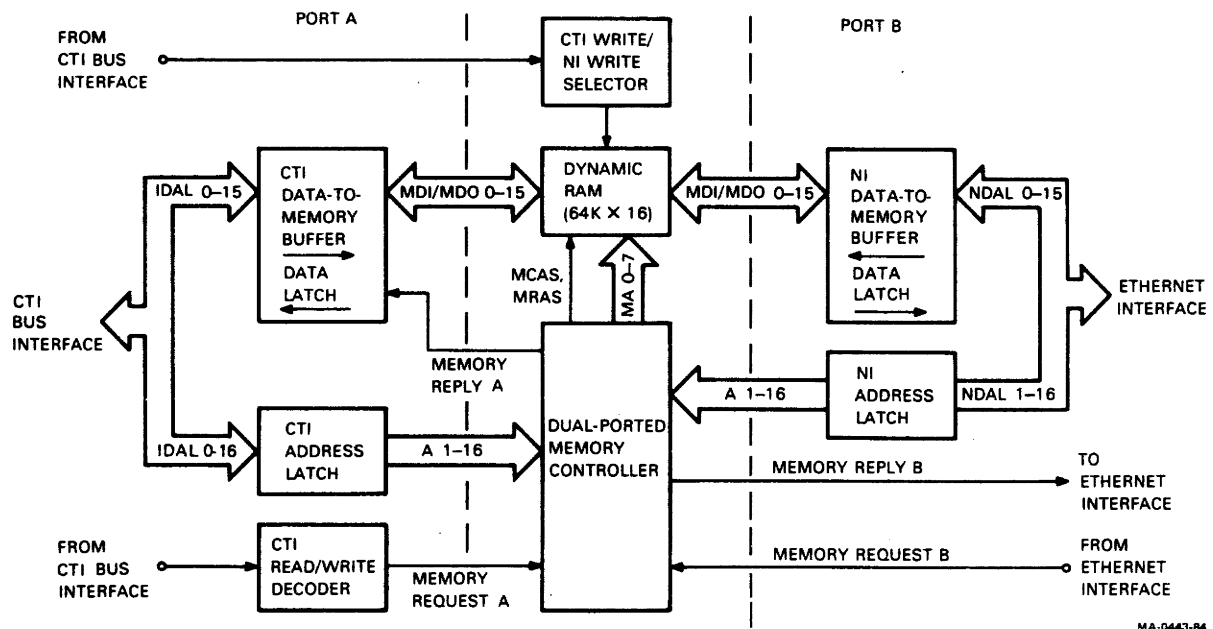 PORT A
PORT B
FROM
CTI BUS
INTERFACE
CTI WRITE/
NI WRITE
SELECTOR
IDAL 0-15
CTI
DATA-TO-
MEMORY
BUFFER
DATA
LATCH
MDI/MDO 0-15
DYNAMIC
RAM
(64K X 16)
MDI/MDO 0-15
NI
DATA-TO-
MEMORY
BUFFER
DATA
LATCH
NDAL 0-15
MCAS,
MRAS
MA 0-7
CTI
BUS
INTERFACE
ETHERNET
INTERFACE
MEMORY
REPLY A
IDAL 0-16
CTI
ADDRESS
LATCH
A 1-16
DUAL-PORTED
MEMORY
CONTROLLER
A 1-16
NI
ADDRESS
LATCH
NDAL 1-16
MEMORY REPLY B
TO
ETHERNET
INTERFACE
FROM
CTI BUS
INTERFACE
CTI
READ/WRITE
DECODER
MEMORY
REQUEST A
MEMORY REQUEST B
FROM
ETHERNET
INTERFACE
MA-0443-84